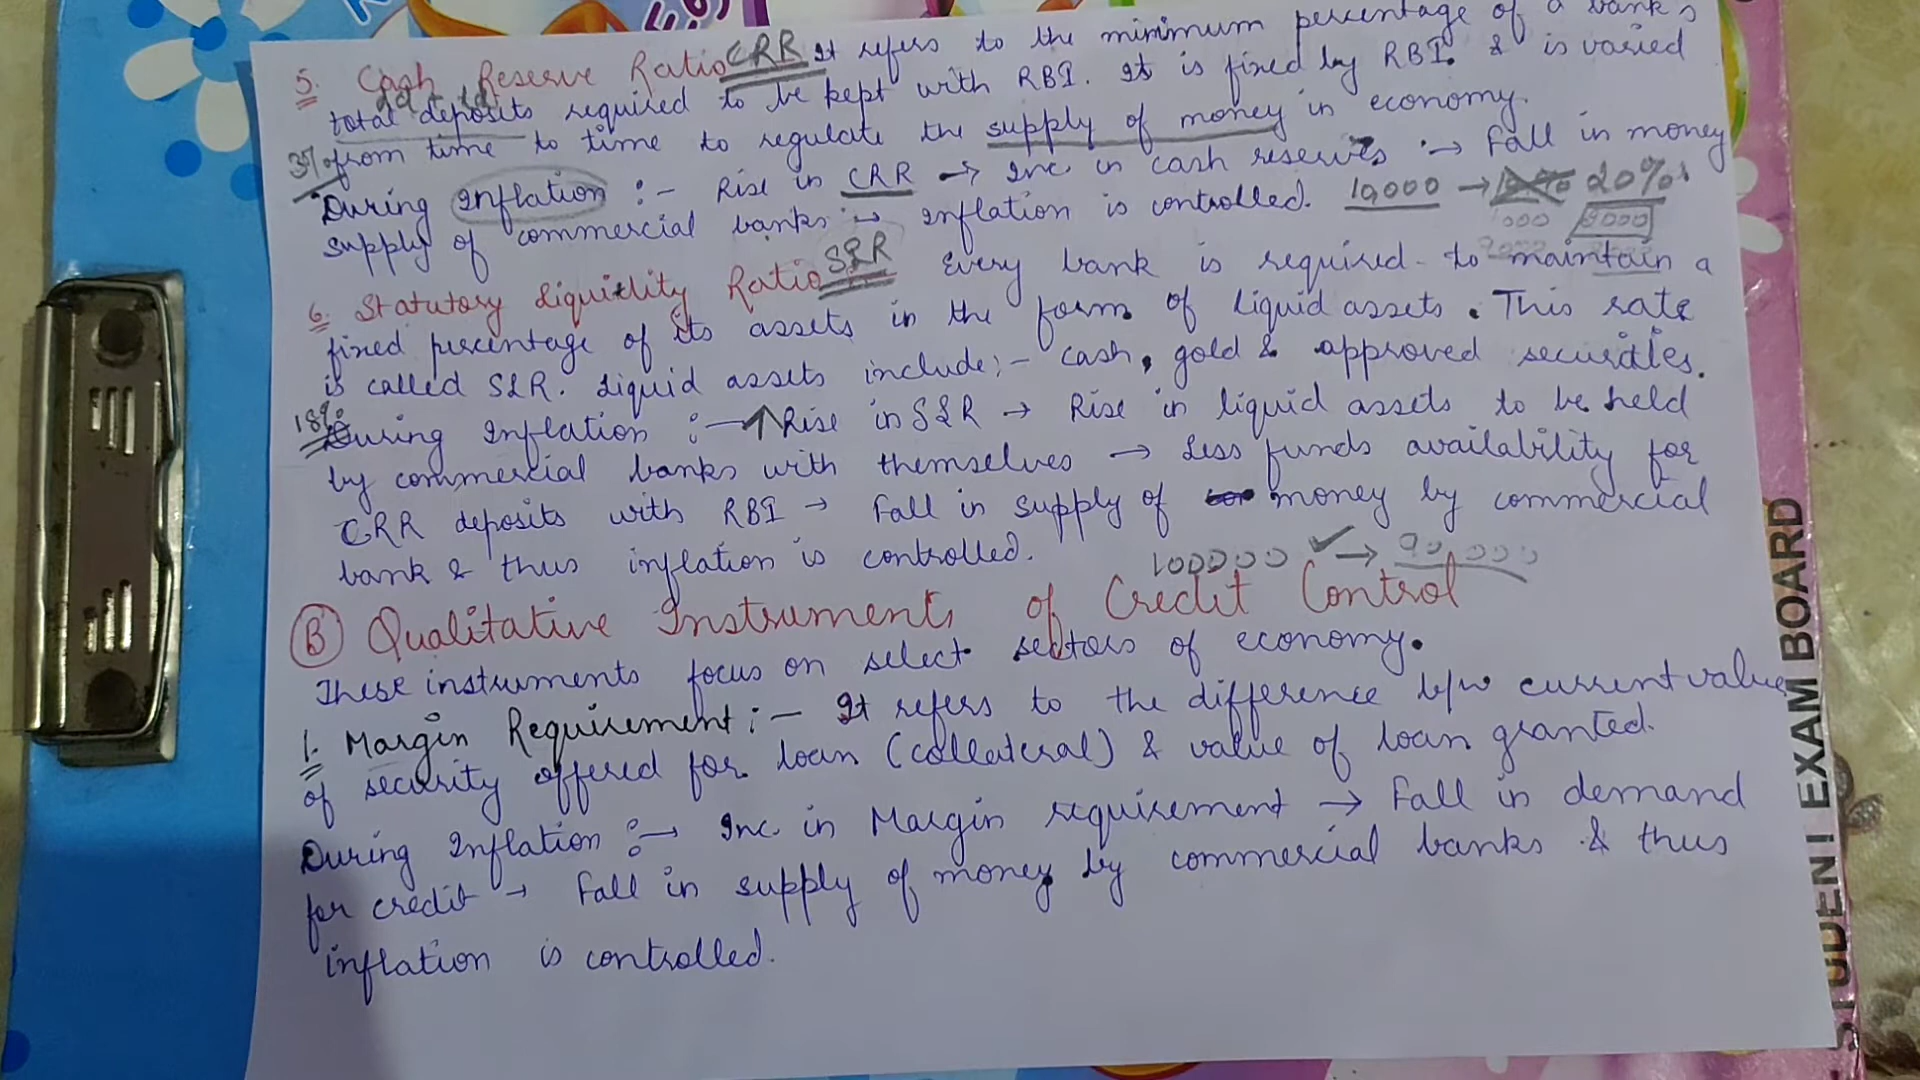 5. Cash Reserve Ratio CRR It refers to the minimum percentage of a bank's
total deposits required to be kept with RBI. It is fixed by RBI & is varied
3% from time to time to regulate the supply of money in economy.
During Inflation :- Rise in CRR → Inc in cash reserves → Fall in money
supply of commercial banks → Inflation is controlled. 10,000 → 20%
000 2000
6. Statutory Liquidity Ratio SLR Every bank is required to maintain a
fixed percentage of its assets in the form of liquid assets. This rate
is called SLR. Liquid assets include:- cash, gold & approved securities.
18%
During Inflation :→ ↑ Rise in SLR → Rise in liquid assets to be held
by commercial banks with themselves → Less funds availability for
CRR deposits with RBI → Fall in supply of money by commercial
bank & thus inflation is controlled. 100000 ✓ → 90,000
B Qualitative Instruments of Credit Control
These instruments focus on select sectors of economy.
1. Margin Requirement :- It refers to the difference b/w current value
of security offered for loan (collateral) & value of loan granted.
During Inflation :→ Inc. in Margin requirement → Fall in demand
for credit → Fall in supply of money by commercial banks & thus
inflation is controlled.
STUDENT EXAM BOARD